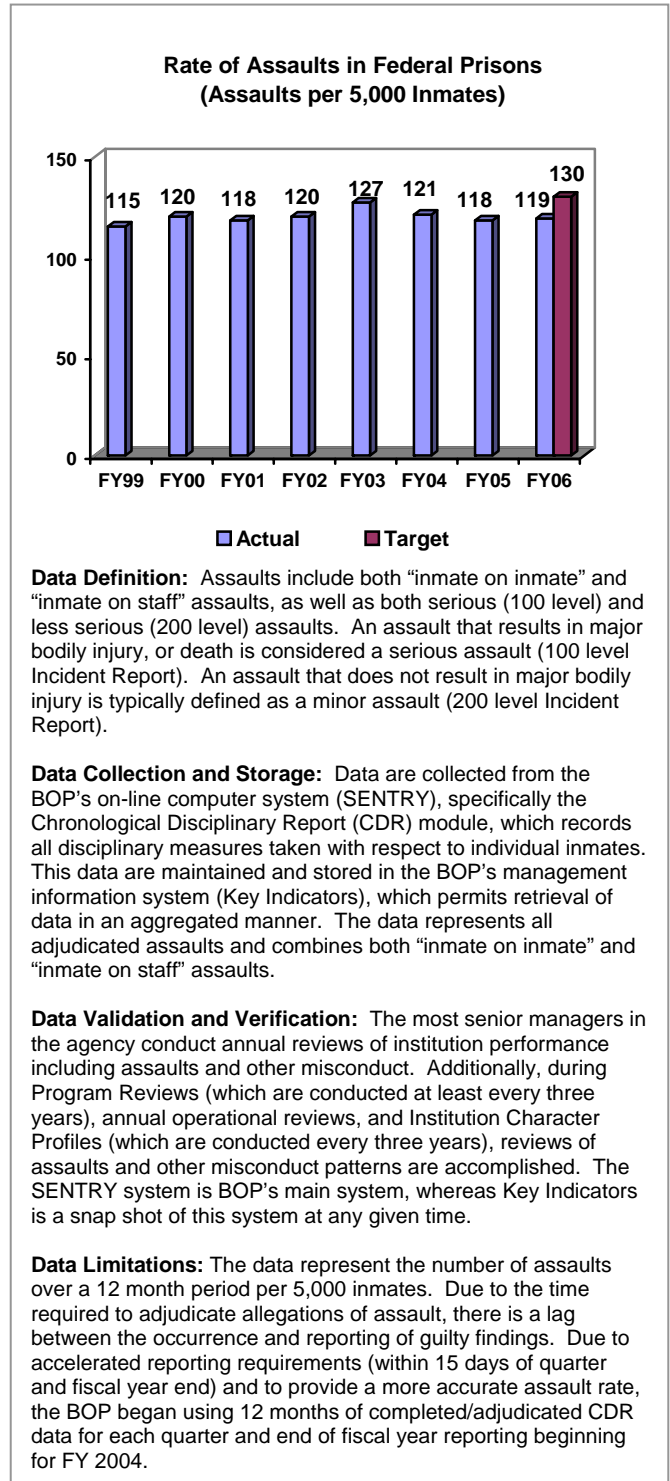 Rate of Assaults in Federal Prisons
(Assaults per 5,000 Inmates)
150
100
50
0
115
120
118
120
127
121
118
119
130
FY99 FY00 FY01 FY02 FY03 FY04 FY05 FY06
Actual Target
Data Definition: Assaults include both “inmate on inmate” and
“inmate on staff” assaults, as well as both serious (100 level) and
less serious (200 level) assaults. An assault that results in major
bodily injury, or death is considered a serious assault (100 level
Incident Report). An assault that does not result in major bodily
injury is typically defined as a minor assault (200 level Incident
Report).
Data Collection and Storage: Data are collected from the
BOP’s on-line computer system (SENTRY), specifically the
Chronological Disciplinary Report (CDR) module, which records
all disciplinary measures taken with respect to individual inmates.
This data are maintained and stored in the BOP’s management
information system (Key Indicators), which permits retrieval of
data in an aggregated manner. The data represents all
adjudicated assaults and combines both “inmate on inmate” and
“inmate on staff” assaults.
Data Validation and Verification: The most senior managers in
the agency conduct annual reviews of institution performance
including assaults and other misconduct. Additionally, during
Program Reviews (which are conducted at least every three
years), annual operational reviews, and Institution Character
Profiles (which are conducted every three years), reviews of
assaults and other misconduct patterns are accomplished. The
SENTRY system is BOP’s main system, whereas Key Indicators
is a snap shot of this system at any given time.
Data Limitations: The data represent the number of assaults
over a 12 month period per 5,000 inmates. Due to the time
required to adjudicate allegations of assault, there is a lag
between the occurrence and reporting of guilty findings. Due to
accelerated reporting requirements (within 15 days of quarter
and fiscal year end) and to provide a more accurate assault rate,
the BOP began using 12 months of completed/adjudicated CDR
data for each quarter and end of fiscal year reporting beginning
for FY 2004.